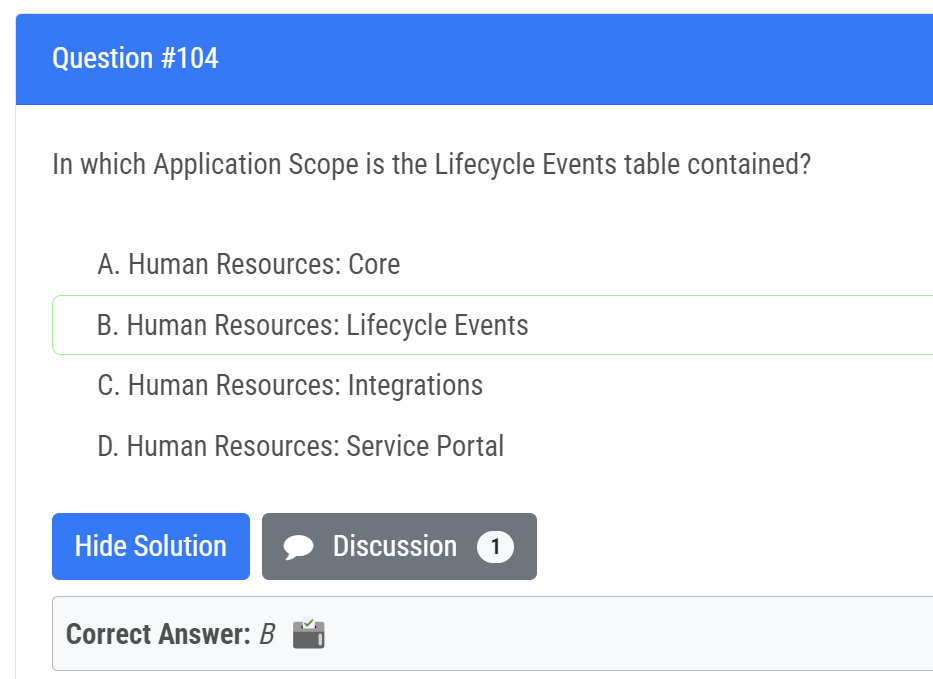 Question #104
In which Application Scope is the Lifecycle Events table contained?
A. Human Resources: Core
B. Human Resources: Lifecycle Events
C. Human Resources: Integrations
D. Human Resources: Service Portal
Hide Solution Discussion 1
Correct Answer: B